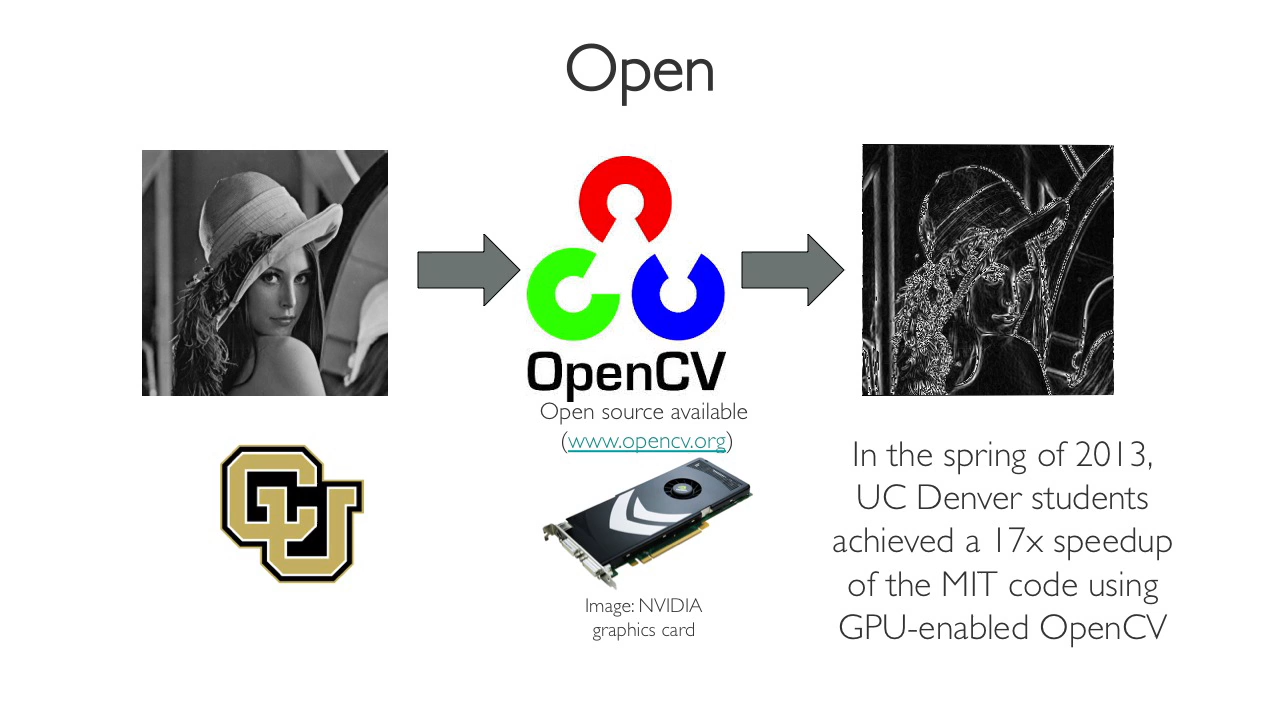 Open
OpenCV
Open source available
(www.opencv.org)
CU
Image: NVIDIA
graphics card
In the spring of 2013,
UC Denver students
achieved a 17x speedup
of the MIT code using
GPU-enabled OpenCV